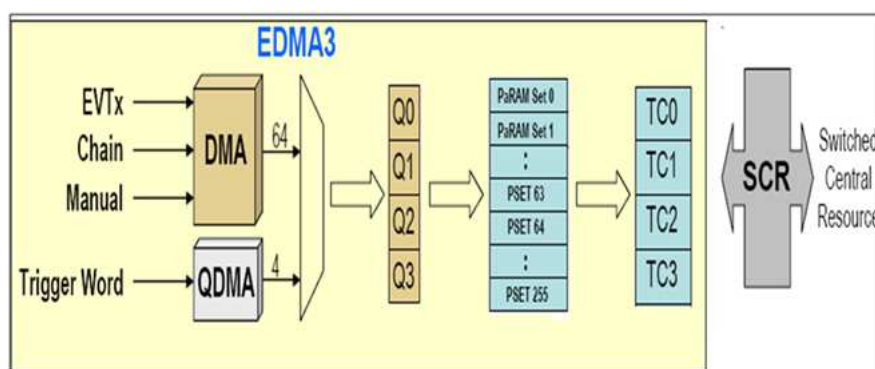 EDMA3
EVTx
Chain
Manual
DMA
64
Trigger Word
QDMA
4
Q0
Q1
Q2
Q3
PaRAM Set 0
PaRAM Set 1
:
PSET 63
PSET 64
:
PSET 255
TC0
TC1
TC2
TC3
SCR
Switched
Central
Resource